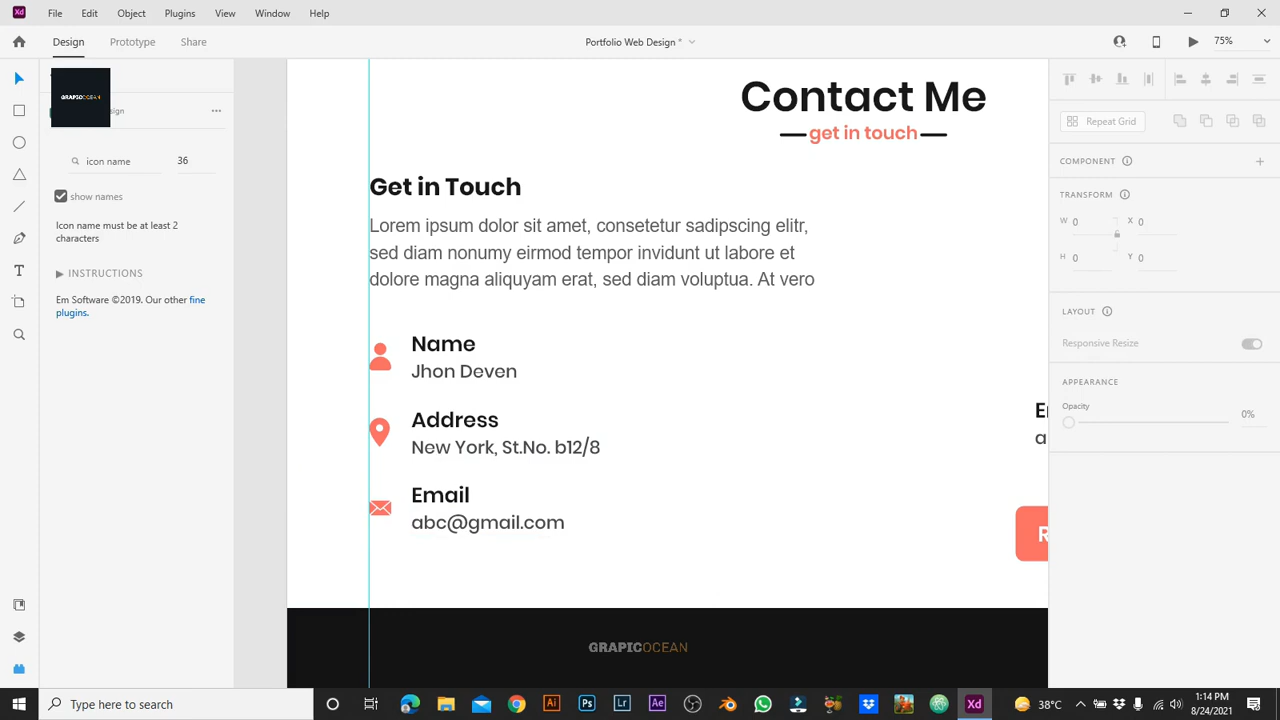 File Edit Object Plugins View Window Help
Design Prototype Share
Portfolio Web Design *
75%
GRAPICOCEAN
icon name 36
show names
Icon name must be at least 2
characters
INSTRUCTIONS
Em Software ©2019. Our other fine
plugins.
Contact Me
get in touch
Get in Touch
Lorem ipsum dolor sit amet, consetetur sadipscing elitr,
sed diam nonumy eirmod tempor invidunt ut labore et
dolore magna aliquyam erat, sed diam voluptua. At vero
Name
Jhon Deven
Address
New York, St.No. b12/8
Email
abc@gmail.com
GRAPICOCEAN
Repeat Grid
COMPONENT
TRANSFORM
W 0 X 0
H 0 Y 0
LAYOUT
Responsive Resize
APPEARANCE
Opacity
0%
Type here to search
38°C
1:14 PM
8/24/2021